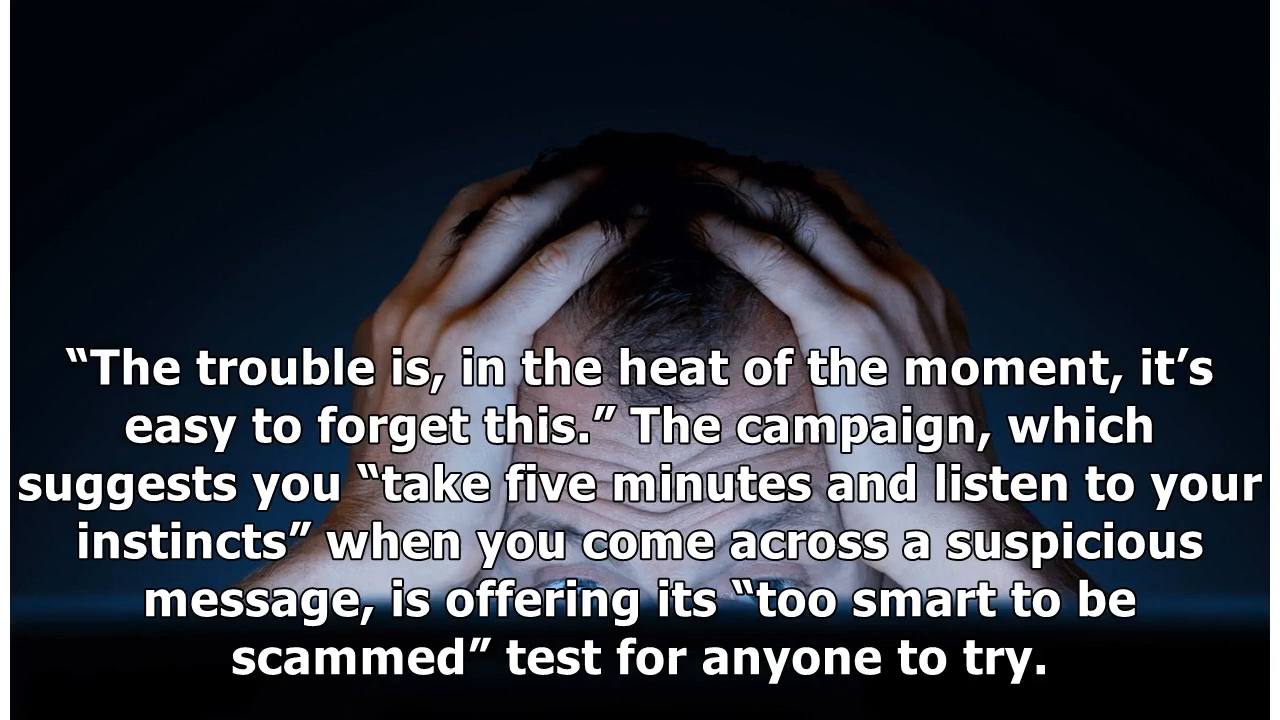 “The trouble is, in the heat of the moment, it’s
easy to forget this.” The campaign, which
suggests you “take five minutes and listen to your
instincts” when you come across a suspicious
message, is offering its “too smart to be
scammed” test for anyone to try.